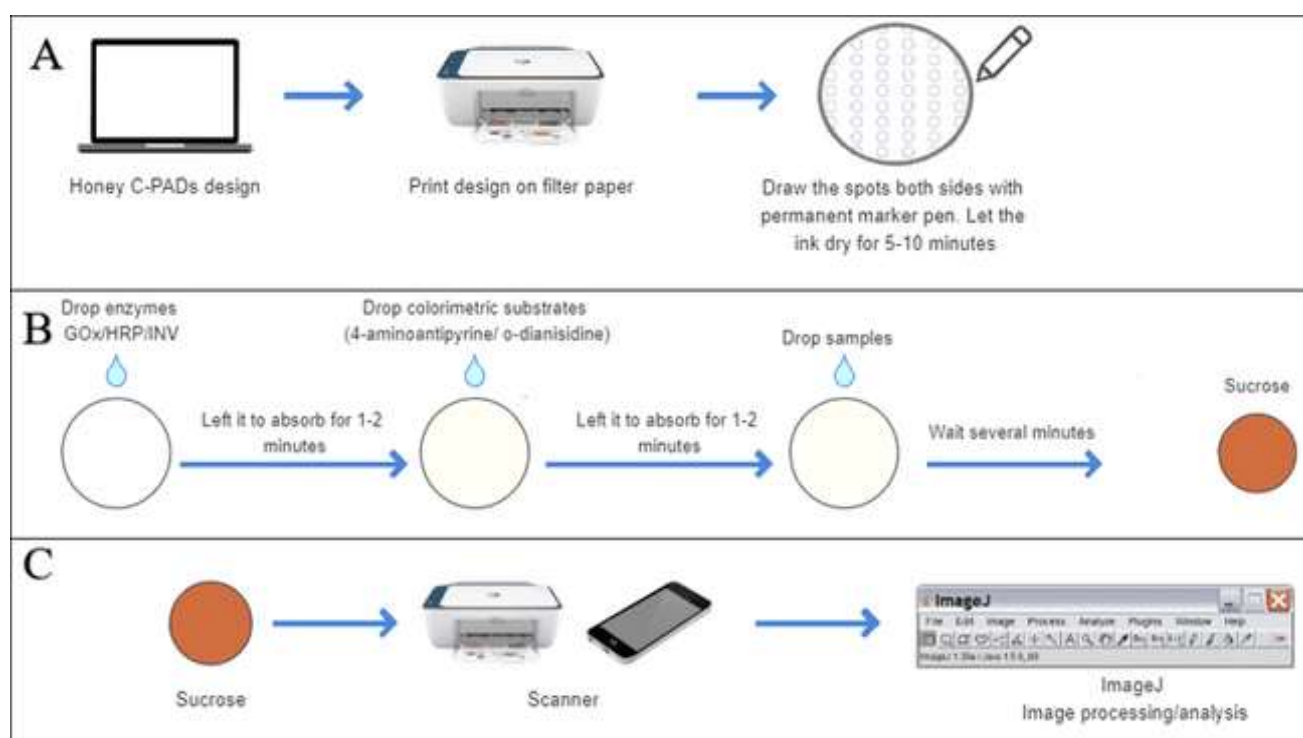 A
Honey C-PADs design
Print design on filter paper
Draw the spots both sides with
permanent marker pen. Let the
ink dry for 5-10 minutes
B
Drop enzymes
GOx/HRP/INV
Left it to absorb for 1-2
minutes
Drop colorimetric substrates
(4-aminoantipyrine/ o-dianisidine)
Left it to absorb for 1-2
minutes
Drop samples
Wait several minutes
Sucrose
C
Sucrose
Scanner
ImageJ
File Edit Image Process Analyze Plugins Window Help
ImageJ
Image processing/analysis